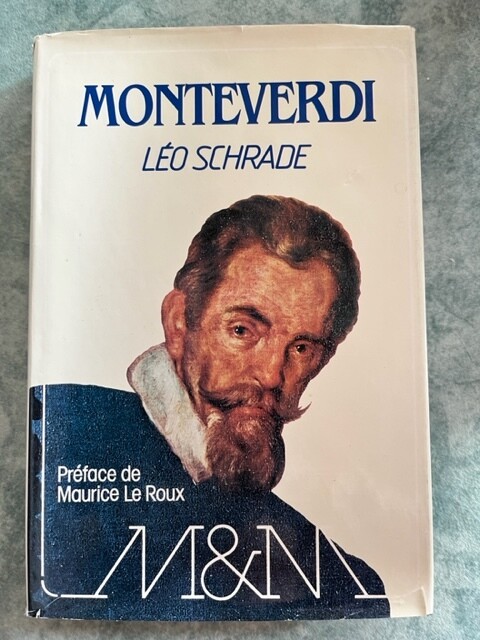 MONTEVERDI
LÉO SCHRADE
Préface de
Maurice Le Roux
M&M